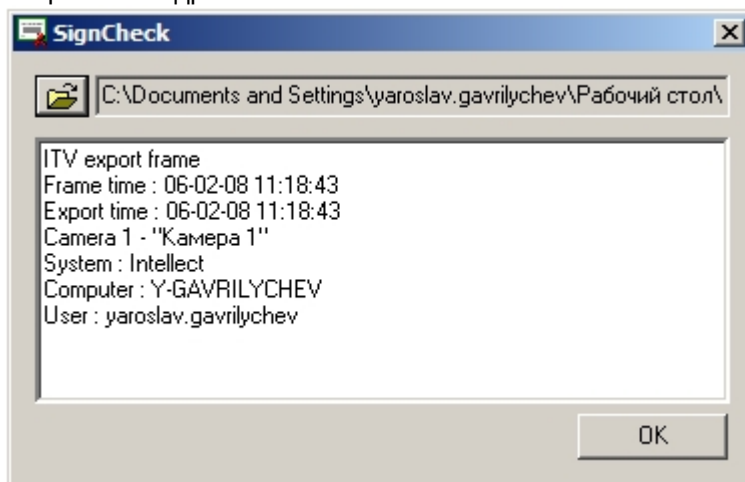 SignCheck
C:\Documents and Settings\yaroslav.gavrilychev\Рабочий стол\
ITV export frame
Frame time : 06-02-08 11:18:43
Export time : 06-02-08 11:18:43
Camera 1 - "Камера 1"
System : Intellect
Computer : Y-GAVRILYCHEV
User : yaroslav.gavrilychev
OK